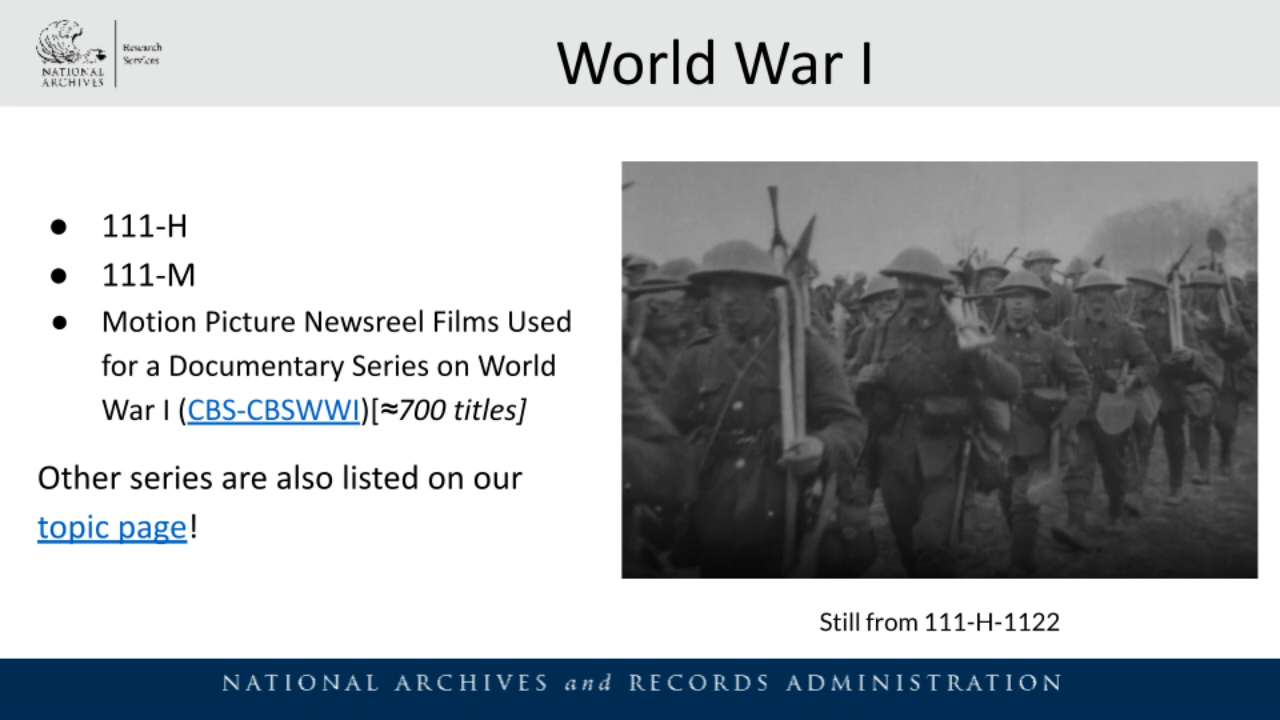 NATIONAL
ARCHIVES
Research
Services
World War I
● 111-H
● 111-M
● Motion Picture Newsreel Films Used
for a Documentary Series on World
War I (CBS-CBSWWI)[≈700 titles]
Other series are also listed on our
topic page!
Still from 111-H-1122
NATIONAL ARCHIVES and RECORDS ADMINISTRATION